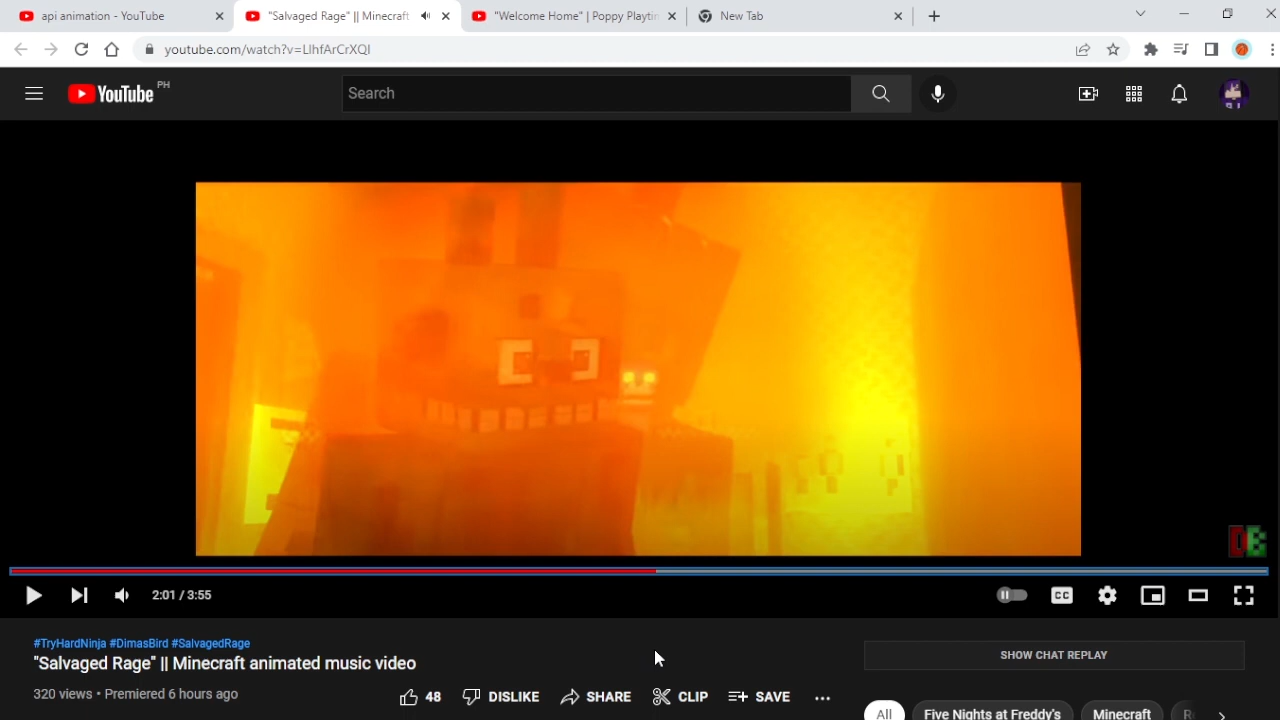 api animation - YouTube
"Salvaged Rage" || Minecraft
"Welcome Home" | Poppy Playtin
New Tab
youtube.com/watch?v=LlhfArCrXQI
YouTube PH
Search
DB
2:01 / 3:55
CC
#TryHardNinja #DimasBird #SalvagedRage
"Salvaged Rage" || Minecraft animated music video
320 views • Premiered 6 hours ago
48
DISLIKE
SHARE
CLIP
SAVE
SHOW CHAT REPLAY
All
Five Nights at Freddy's
Minecraft